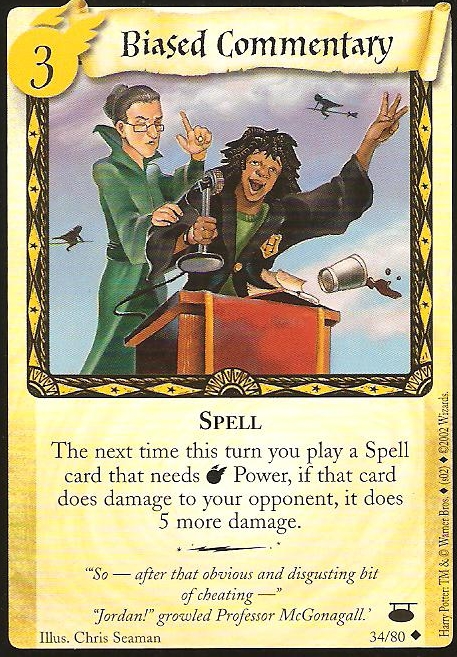 3
Biased Commentary
SPELL
The next time this turn you play a Spell
card that needs Power, if that card
does damage to your opponent, it does
5 more damage.
"'So — after that obvious and disgusting bit
of cheating —"
"Jordan!" growled Professor McGonagall.'
Illus. Chris Seaman
34/80 ◆
Harry Potter: TM & © Warner Bros. ◆ (s02) ◆ ©2002 Wizards.